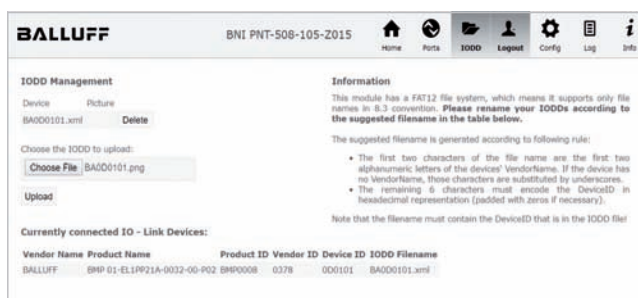 BALLUFF
BNI PNT-508-105-Z015
Home
Ports
IODD
Logout
Config
Log
Info
IODD Management
Device Picture
BA0D0101.xml Delete
Choose the IODD to upload:
Choose File BA0D0101.png
Upload
Information
This module has a FAT12 file system, which means it supports only file
names in 8.3 convention. Please rename your IODDs according to
the suggested filename in the table below.
The suggested filename is generated according to following rule:
• The first two characters of the file name are the first two
alphanumeric letters of the devices' VendorName. If the device has
no VendorName, those characters are substituted by underscores.
• The remaining 6 characters must encode the DeviceID in
hexadecimal representation (padded with zeros if necessary).
Note that the filename must contain the DeviceID that is in the IODD file!
Currently connected IO - Link Devices:
Vendor Name Product Name Product ID Vendor ID Device ID IODD Filename
BALLUFF BMP 01-EL1PP21A-0032-00-P02 BMP0008 0378 0D0101 BA0D0101.xml